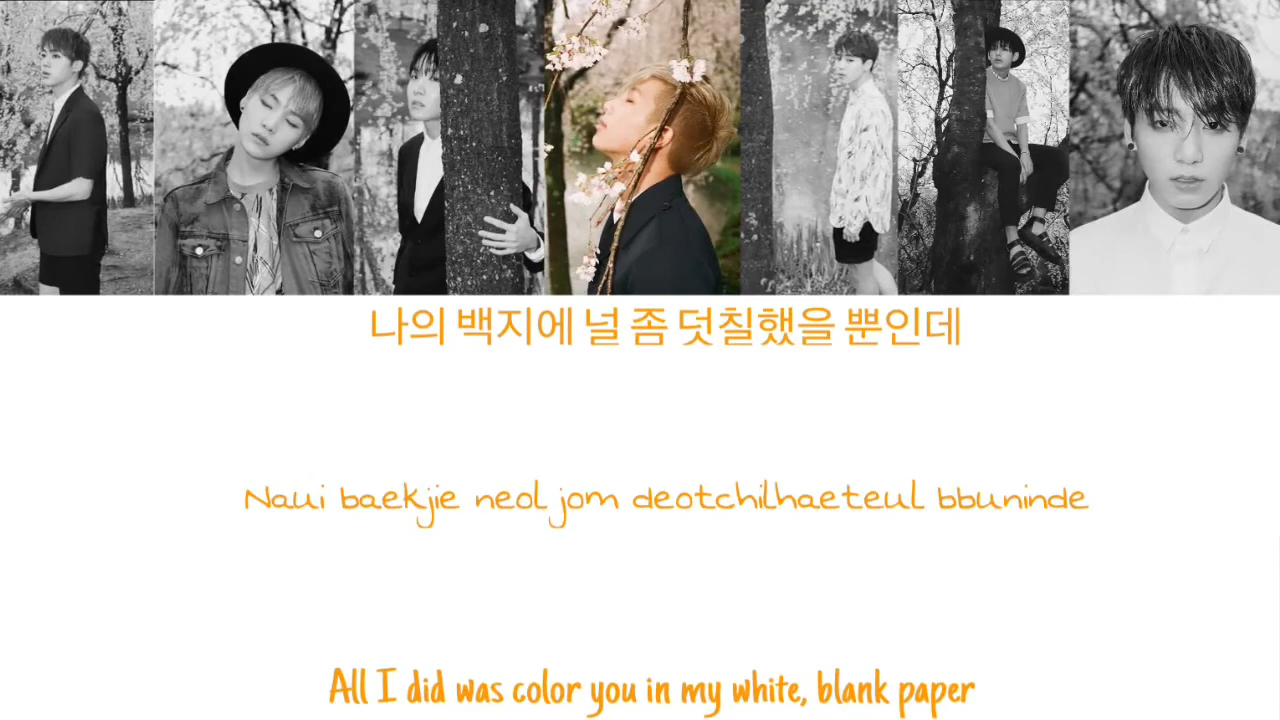 나의 백지에 널 좀 덧칠했을 뿐인데
Naui baekjie neol jom deotchilhaeteul bbuninde
All I did was color you in my white, blank paper